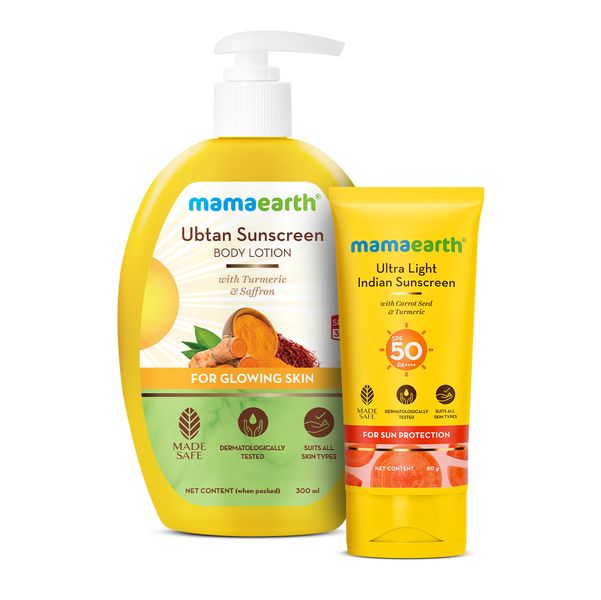 mamaearth®
Ubtan Sunscreen
BODY LOTION
with Turmeric
& Saffron
FOR GLOWING SKIN
MADE
SAFE
DERMATOLOGICALLY
TESTED
SUITS ALL
SKIN TYPES
NET CONTENT (when packed) 300 ml
mamaearth®
Ultra Light
Indian Sunscreen
with Carrot Seed
& Turmeric
SPF
50
PA++++
MADE
SAFE
DERMATOLOGICALLY
TESTED
SUITS ALL
SKIN TYPES
FOR SUN PROTECTION
NET CONTENT 80 g